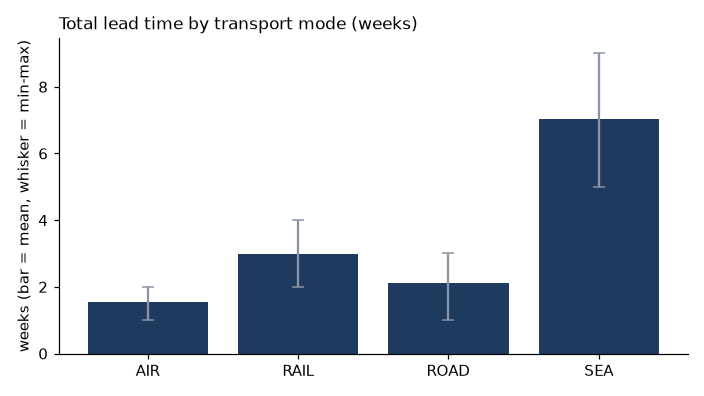 Total lead time by transport mode (weeks)
weeks (bar = mean, whisker = min-max)
8
6
4
2
0
AIR RAIL ROAD SEA